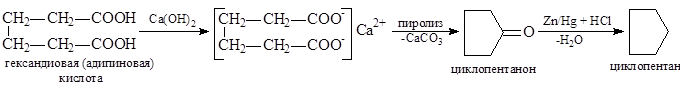 CH₂—CH₂—COOH
CH₂—CH₂—COOH
гександиовая (адипиновая)
кислота
Ca(OH)₂
CH₂—CH₂—COO⁻
CH₂—CH₂—COO⁻
Ca²⁺
пиролиз
-CaCO₃
O
циклопентанон
Zn/Hg + HCl
-H₂O
циклопентан